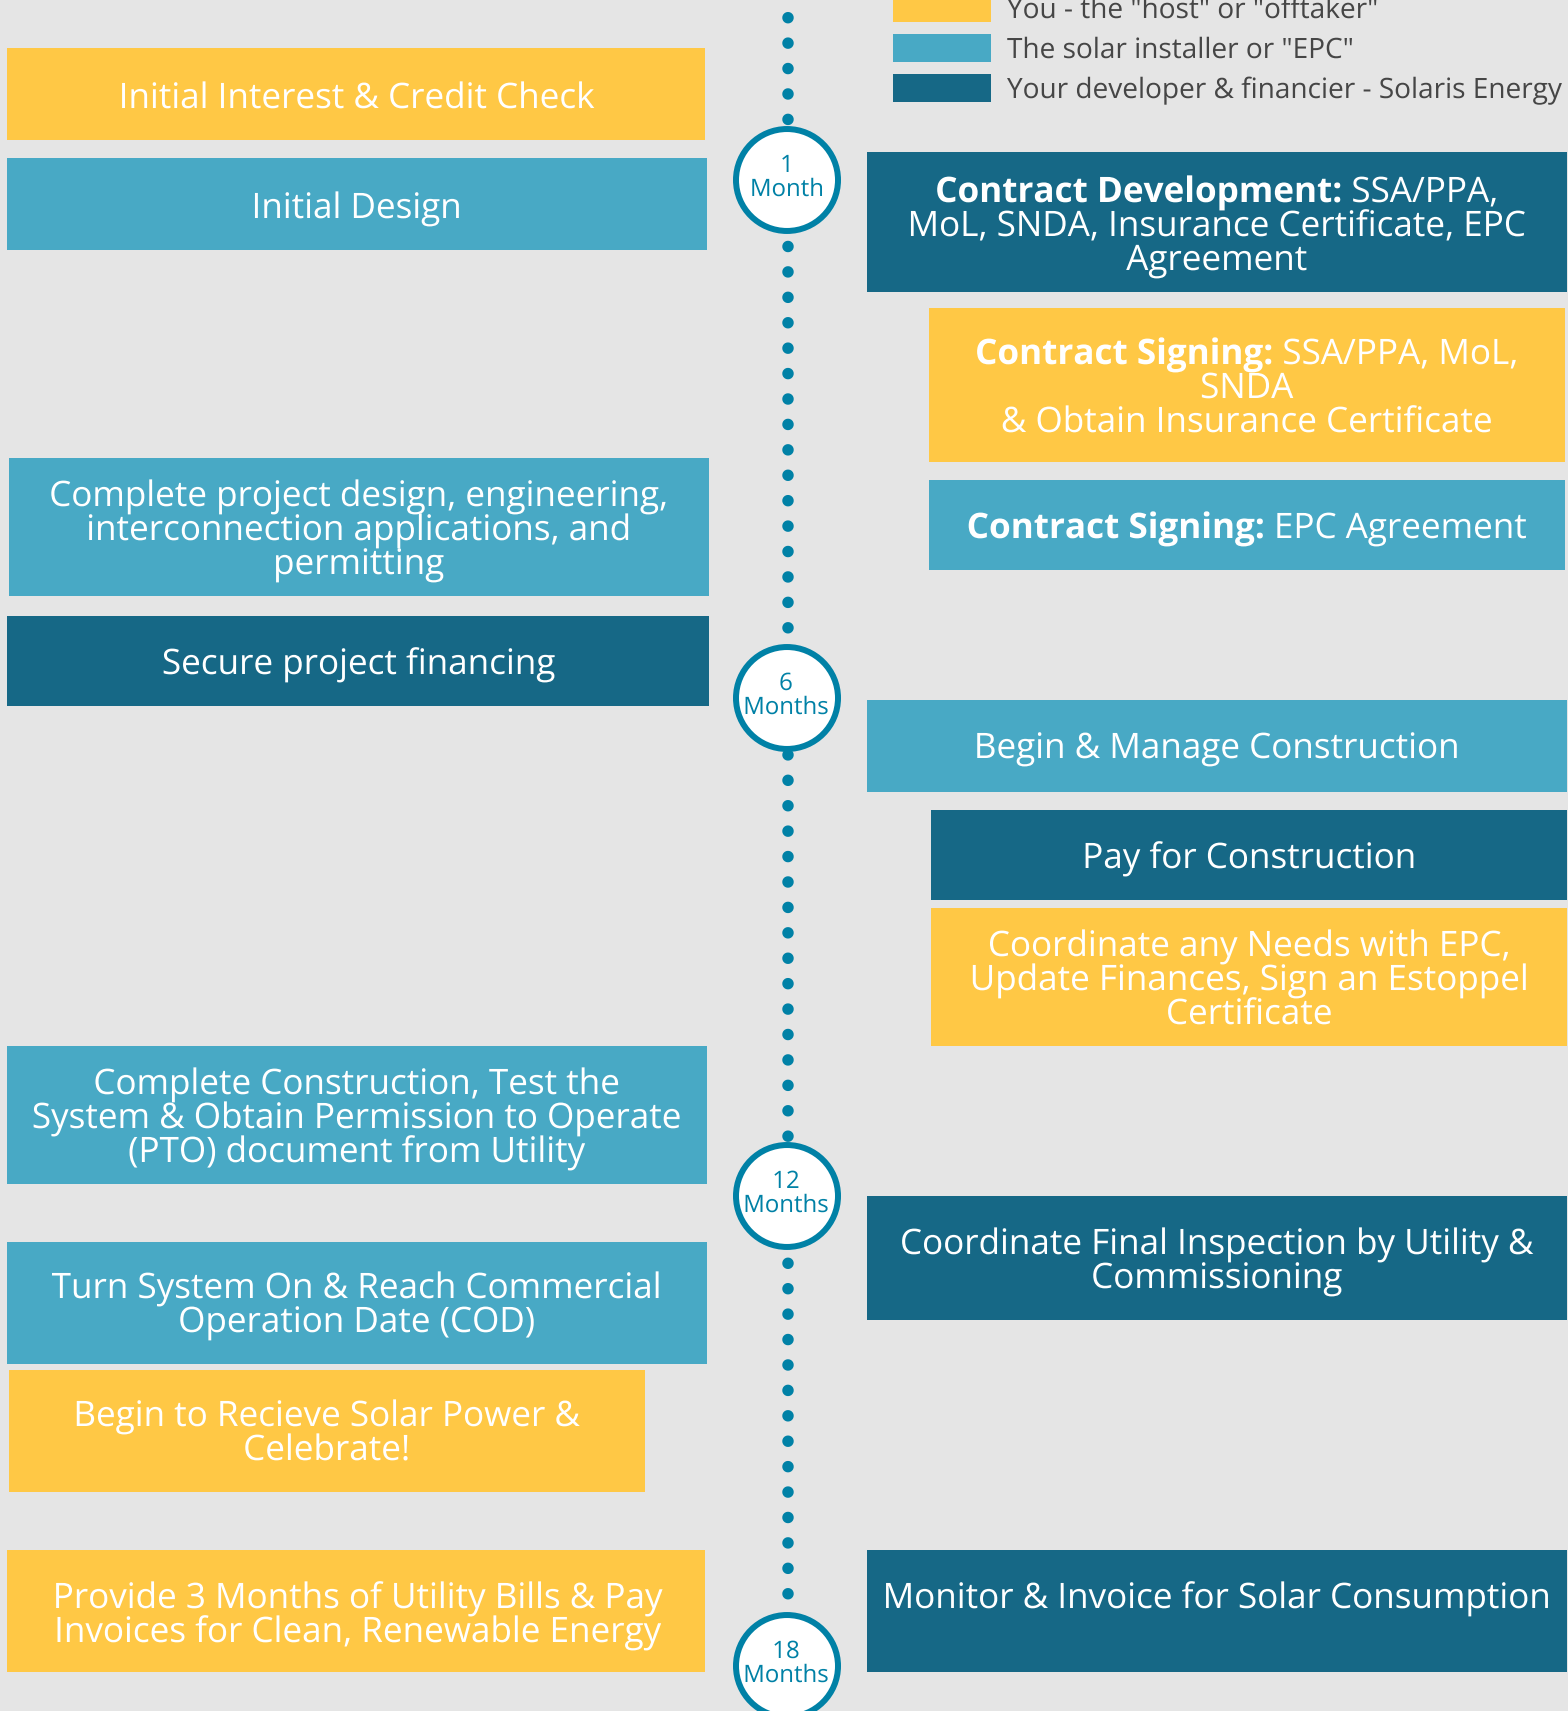 You - the "host" or "offtaker"
The solar installer or "EPC"
Your developer & financier - Solaris Energy
Initial Interest & Credit Check
1
Month
Initial Design
Contract Development: SSA/PPA,
MoL, SNDA, Insurance Certificate, EPC
Agreement
Contract Signing: SSA/PPA, MoL,
SNDA
& Obtain Insurance Certificate
Complete project design, engineering,
interconnection applications, and
permitting
Contract Signing: EPC Agreement
Secure project financing
6
Months
Begin & Manage Construction
Pay for Construction
Coordinate any Needs with EPC,
Update Finances, Sign an Estoppel
Certificate
Complete Construction, Test the
System & Obtain Permission to Operate
(PTO) document from Utility
12
Months
Coordinate Final Inspection by Utility &
Commissioning
Turn System On & Reach Commercial
Operation Date (COD)
Begin to Recieve Solar Power &
Celebrate!
Provide 3 Months of Utility Bills & Pay
Invoices for Clean, Renewable Energy
Monitor & Invoice for Solar Consumption
18
Months